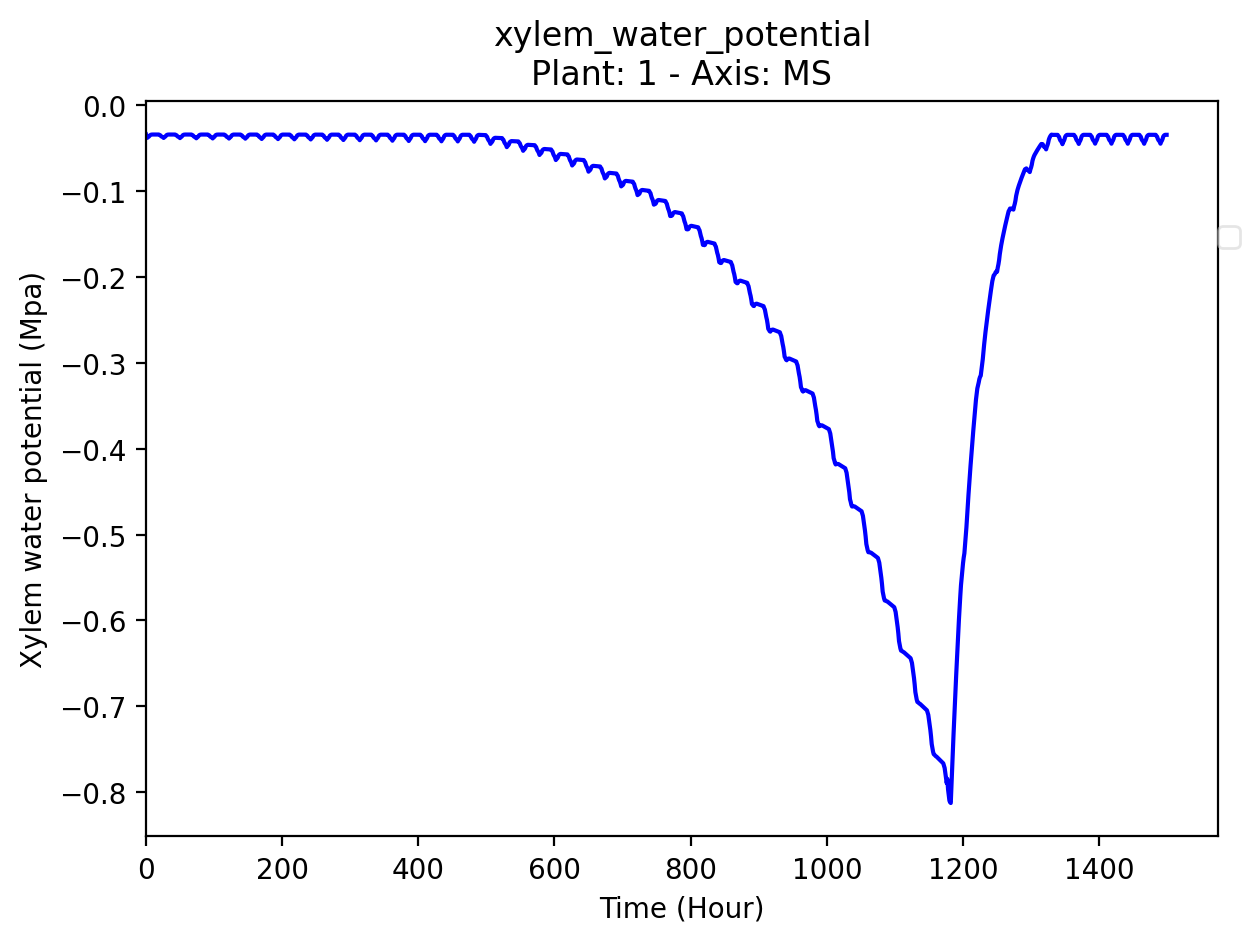 xylem_water_potential
Plant: 1 - Axis: MS
Xylem water potential (Mpa)
0.0
−0.1
−0.2
−0.3
−0.4
−0.5
−0.6
−0.7
−0.8
0 200 400 600 800 1000 1200 1400
Time (Hour)